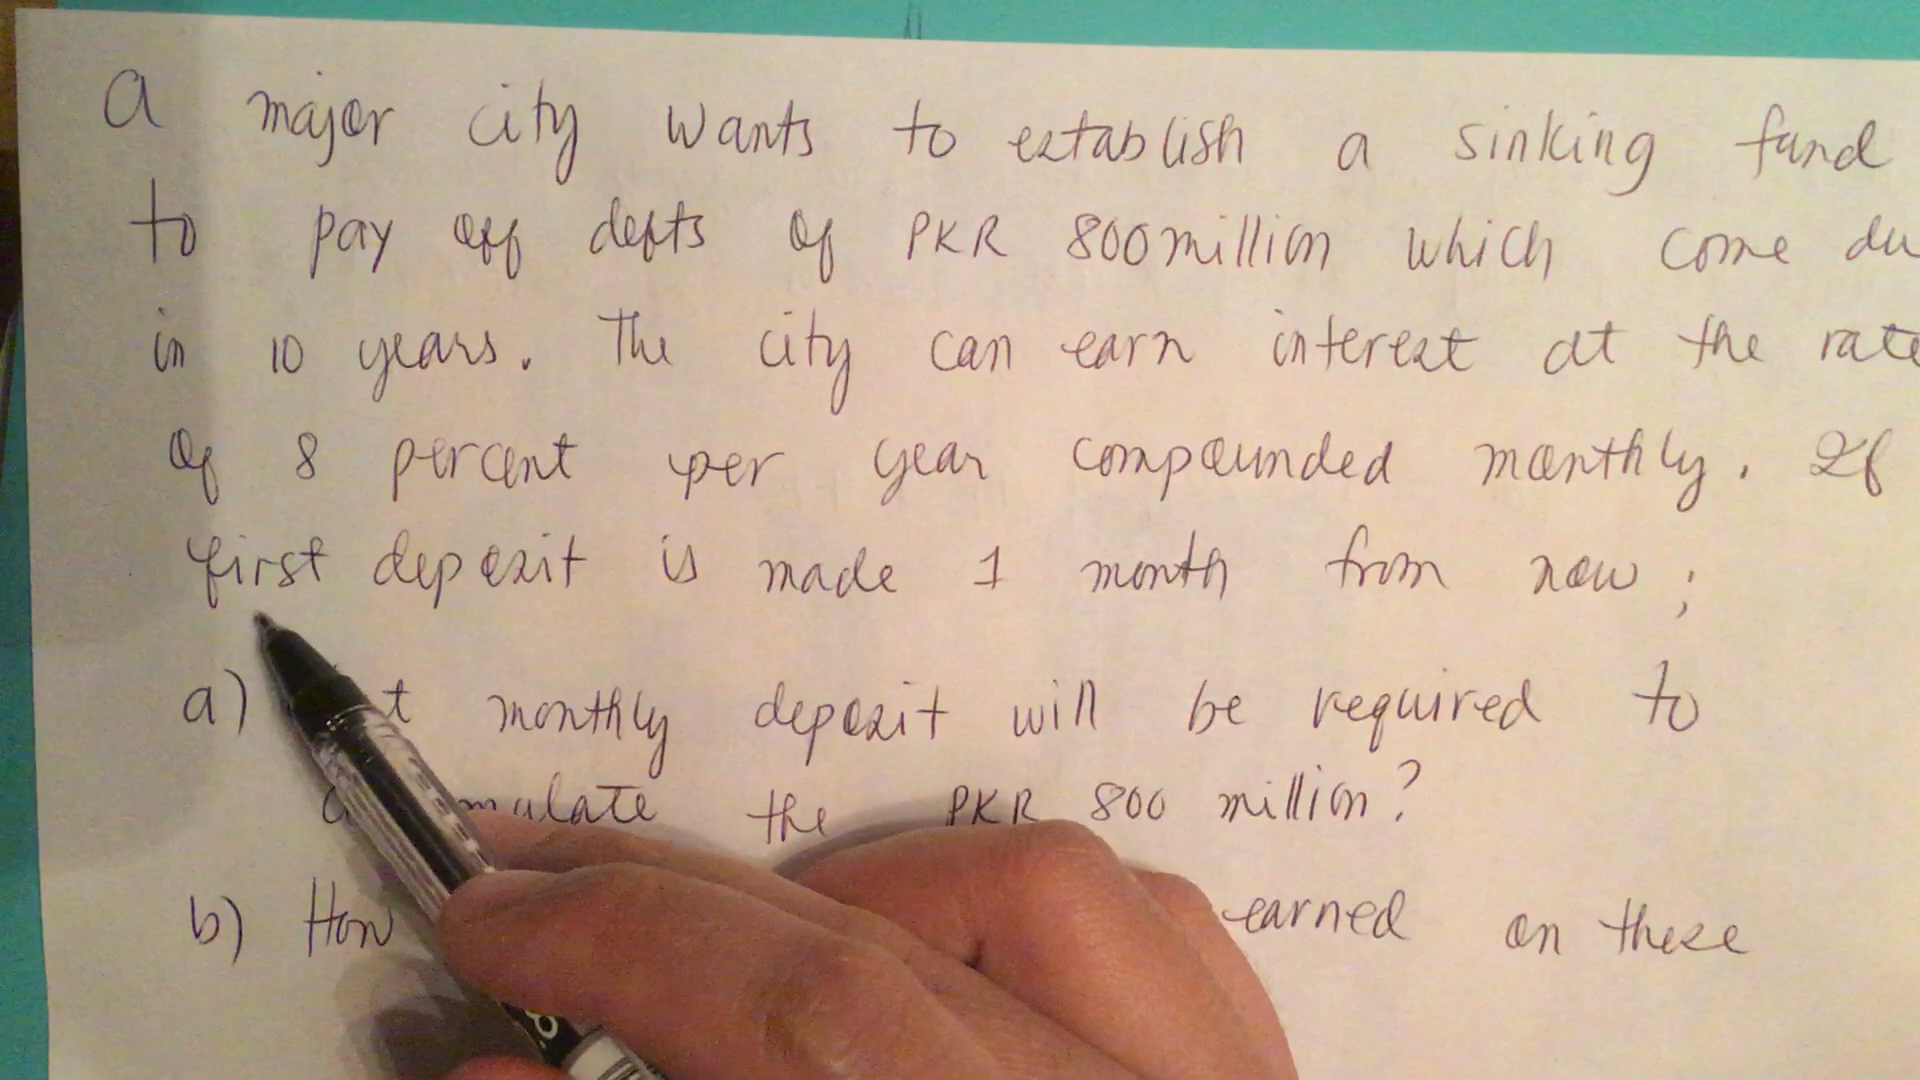 a major city wants to establish a sinking fund
to pay off depts of PKR 800 million which come du
in 10 years. The city can earn interest at the rate
of 8 percent per year compounded monthly. If
first deposit is made 1 month from now;
a) monthly deposit will be required to
the PKR 800 million?
b) How earned on these